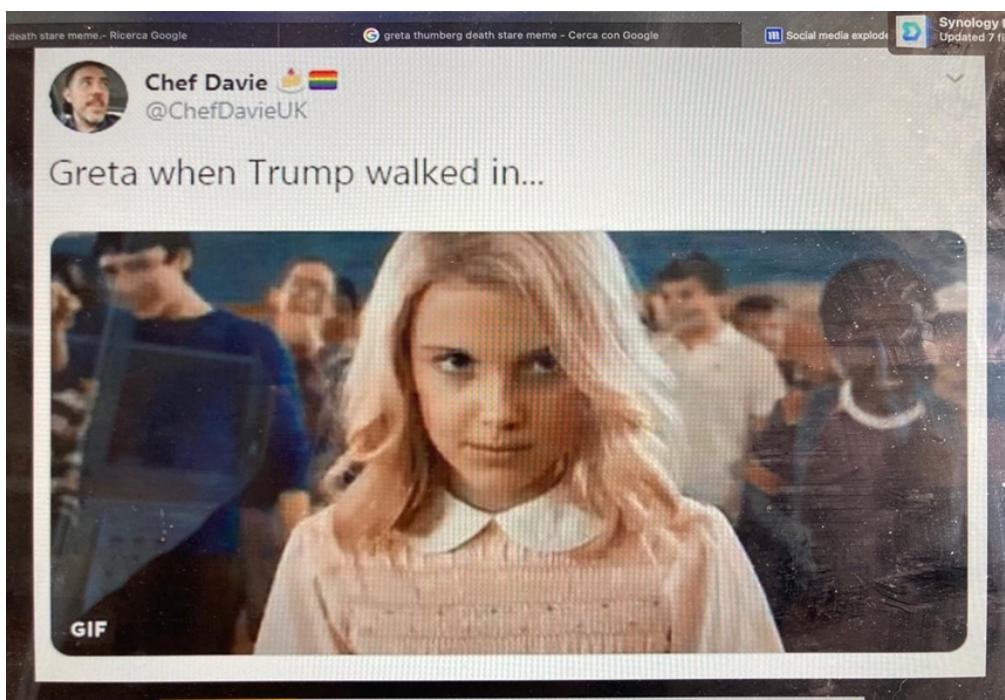 death stare meme.- Ricerca Google
greta thumberg death stare meme - Cerca con Google
Social media explode
Synology
Updated 7 fi
Chef Davie
@ChefDavieUK
Greta when Trump walked in...
GIF